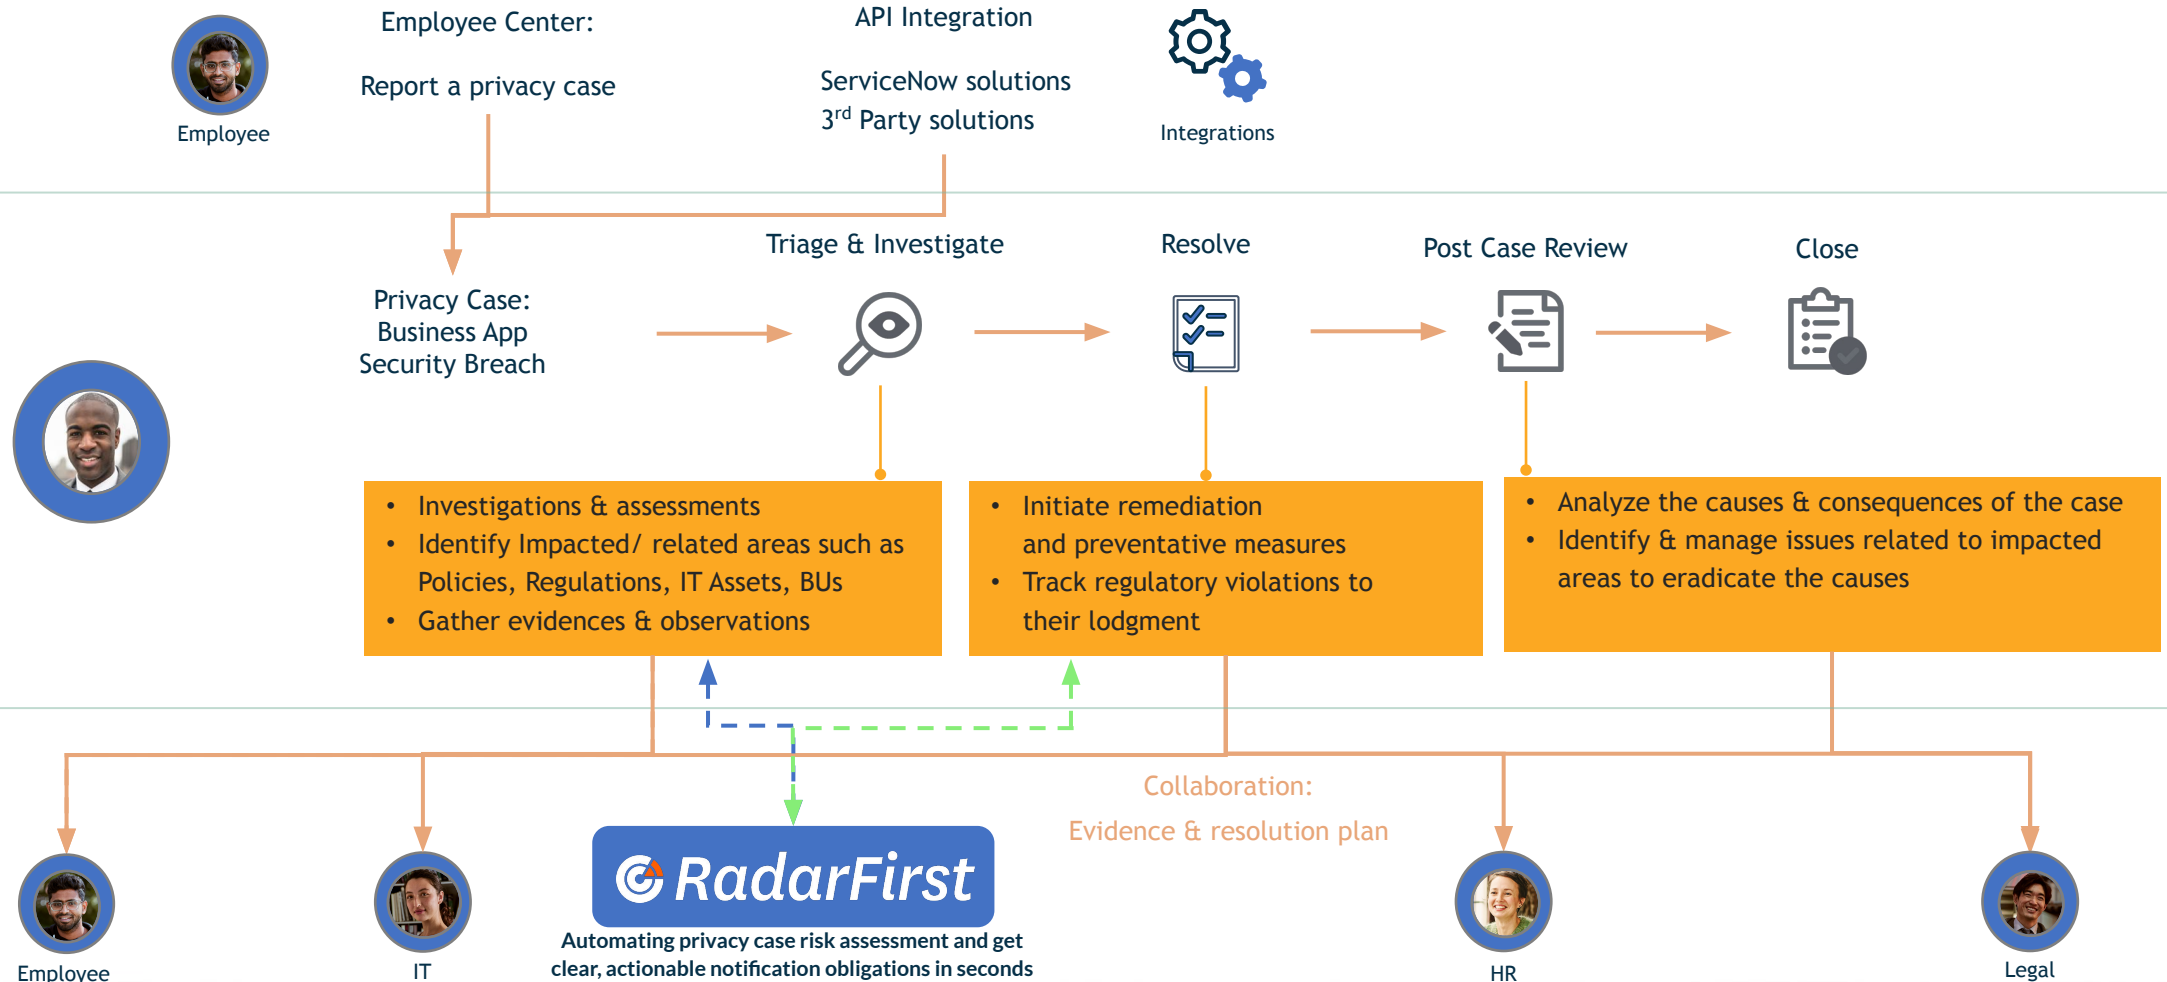 Employee Center:
Report a privacy case
Employee
API Integration
ServiceNow solutions
3rd Party solutions
Integrations
Privacy Case:
Business App
Security Breach
Triage & Investigate
Resolve
Post Case Review
Close
• Investigations & assessments
• Identify Impacted/ related areas such as
Policies, Regulations, IT Assets, BUs
• Gather evidences & observations
• Initiate remediation
and preventative measures
• Track regulatory violations to
their lodgment
• Analyze the causes & consequences of the case
• Identify & manage issues related to impacted
areas to eradicate the causes
Collaboration:
Evidence & resolution plan
Employee
IT
RadarFirst
Automating privacy case risk assessment and get
clear, actionable notification obligations in seconds
HR
Legal